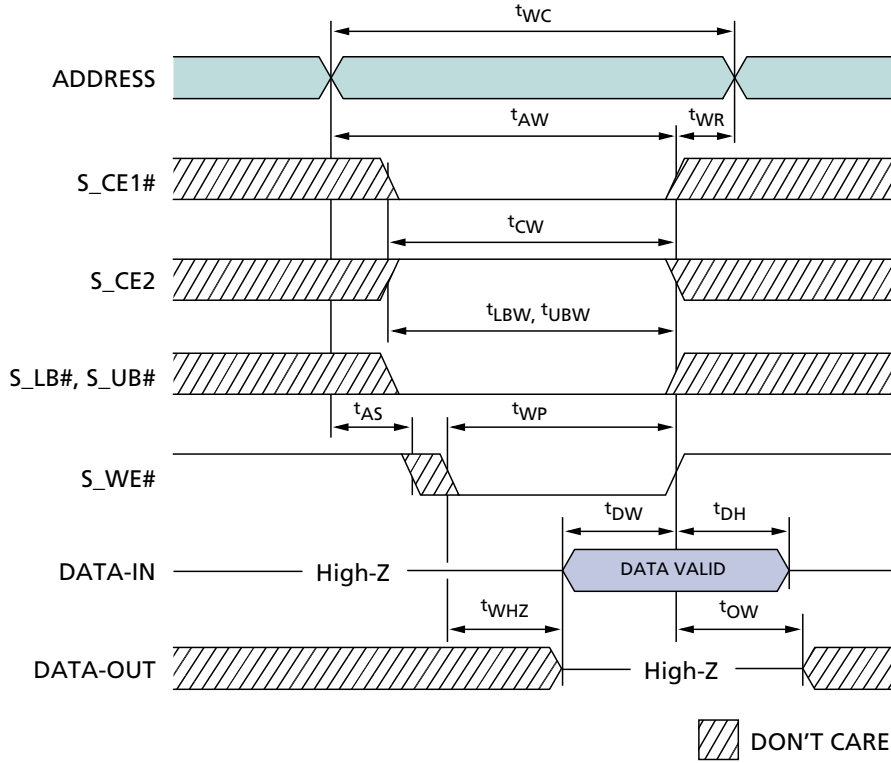 tWC
ADDRESS
tAW
tWR
S_CE1#
tCW
S_CE2
tLBW, tUBW
S_LB#, S_UB#
tAS
tWP
S_WE#
tDW
tDH
DATA-IN
High-Z
DATA VALID
tWHZ
tOW
DATA-OUT
High-Z
DON'T CARE